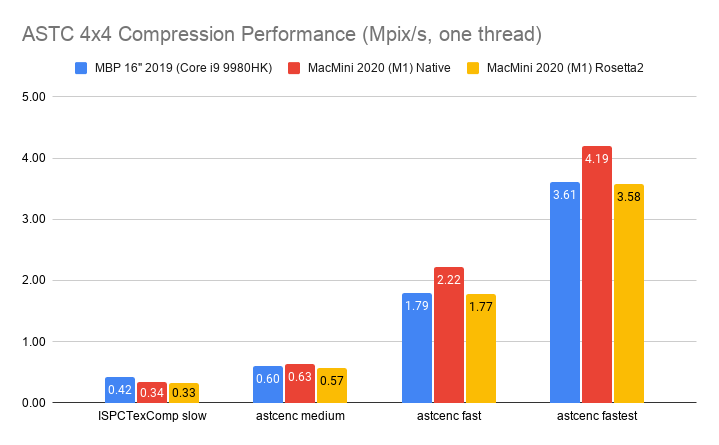 ASTC 4x4 Compression Performance (Mpix/s, one thread)
MBP 16" 2019 (Core i9 9980HK) MacMini 2020 (M1) Native MacMini 2020 (M1) Rosetta2
5.00
4.00
3.00
2.00
1.00
0.00
0.42 0.34 0.33
0.60 0.63 0.57
1.79 2.22 1.77
3.61 4.19 3.58
ISPCTexComp slow astcenc medium astcenc fast astcenc fastest